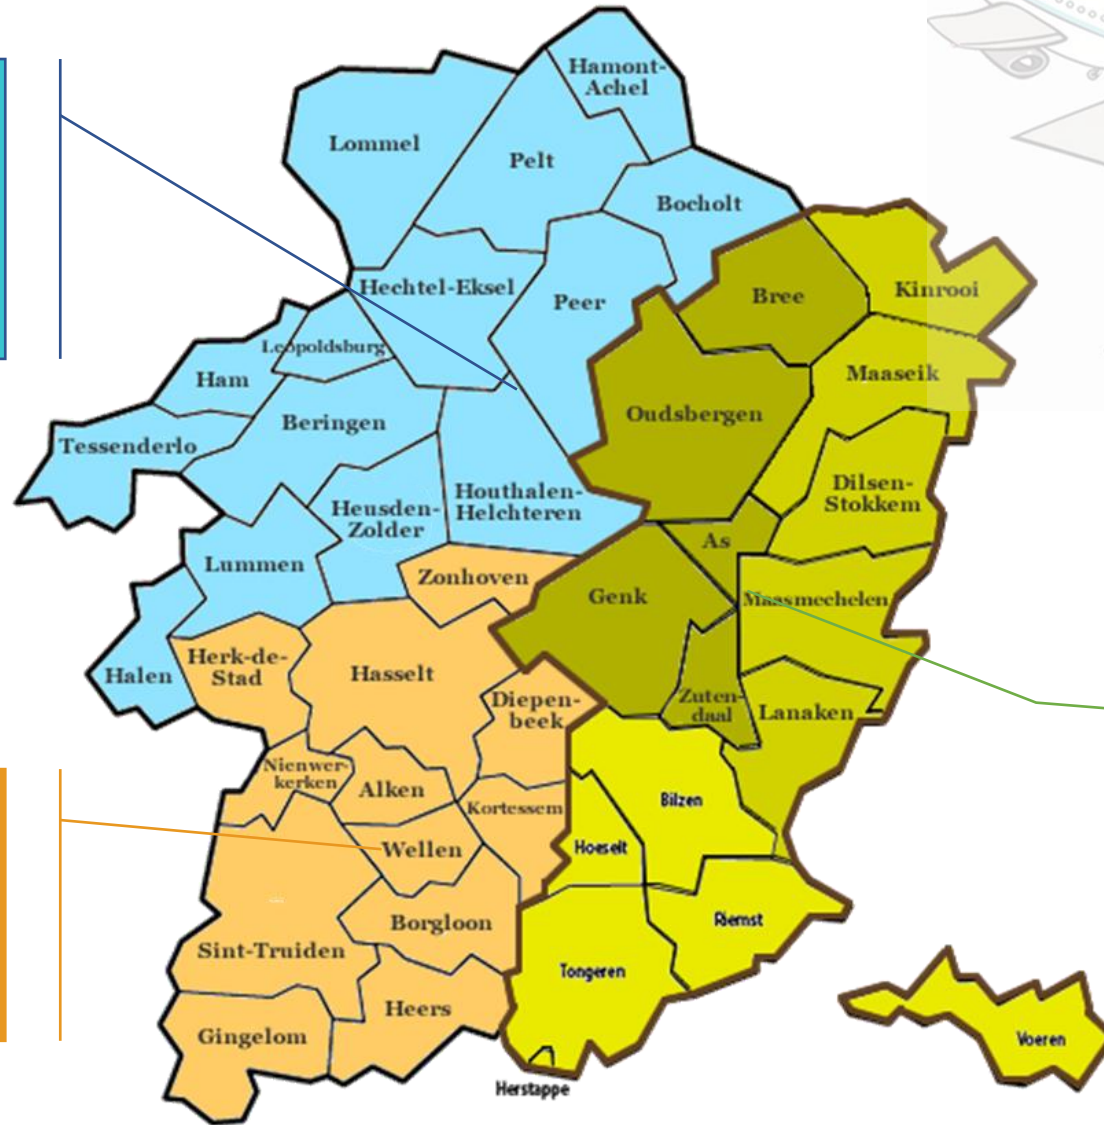 Hamont-
Achel
Lommel
Pelt
Bocholt
Hechtel-Eksel
Peer
Bree
Kinrooi
Leopoldsburg
Ham
Maaseik
Beringen
Oudsbergen
Tessenderlo
Dilsen-
Stokkem
Heusden-
Zolder
Houthalen-
Helchteren
As
Lummen
Zonhoven
Genk
Maasmechelen
Halen
Herk-de-
Stad
Hasselt
Diepen-
beek
Zuten-
daal
Lanaken
Nienwer-
kerken
Alken
Kortessem
Bilzen
Wellen
Hoeselt
Borgloon
Riemst
Sint-Truiden
Tongeren
Heers
Gingelom
Voeren
Herstappe